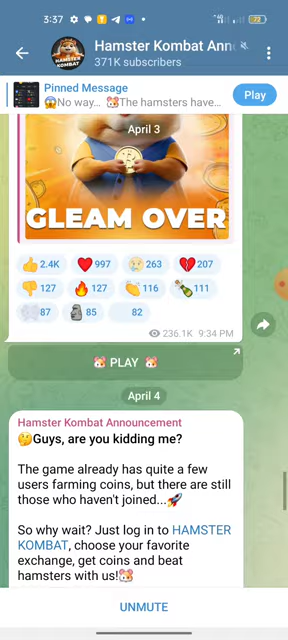 3:37
72
Hamster Kombat Ann
371K subscribers
HAMSTER
KOMBAT
Pinned Message
😱No way... 🐹The hamsters have...
Play
April 3
GLEAM OVER
👍 2.4K ❤ 997 😢 263 💔 207
👎 127 🔥 127 👏 116 🍾 111
87 🗿 85 82
236.1K 9:34 PM
🐹 PLAY 🐹
April 4
Hamster Kombat Announcement
🤔Guys, are you kidding me?
The game already has quite a few
users farming coins, but there are still
those who haven't joined...🚀
So why wait? Just log in to HAMSTER
KOMBAT, choose your favorite
exchange, get coins and beat
hamsters with us!🐹
UNMUTE